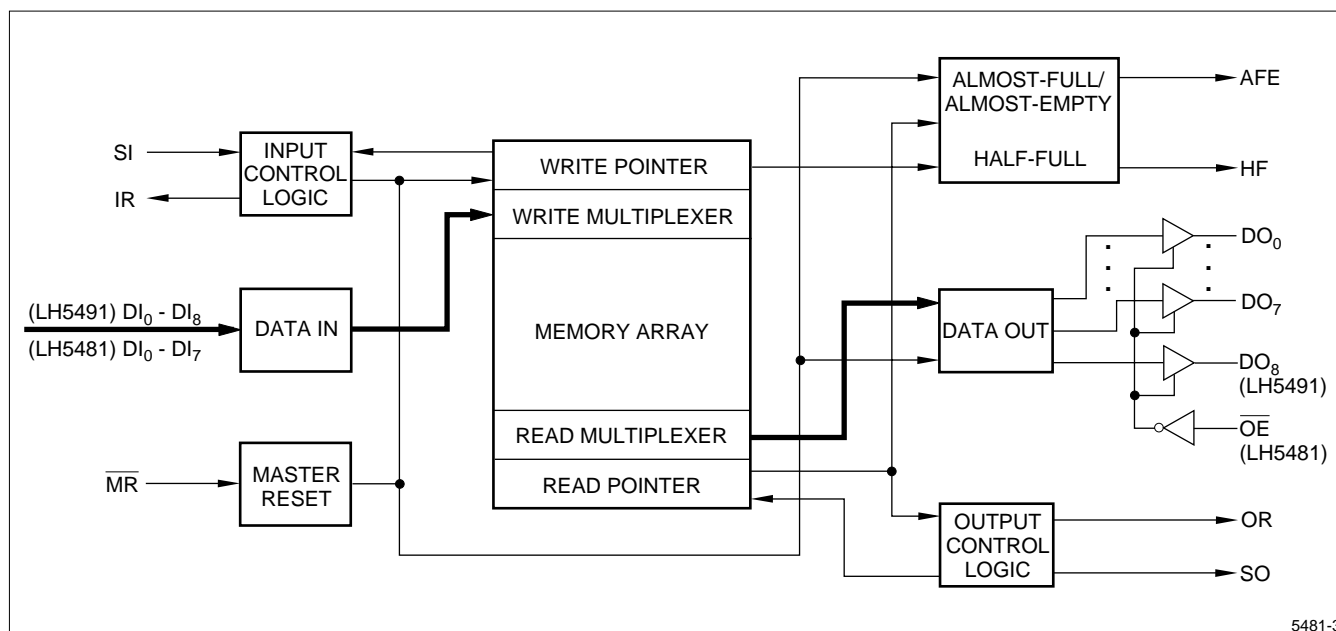 SI
IR
INPUT
CONTROL
LOGIC
(LH5491) DI₀ - DI₈
(LH5481) DI₀ - DI₇
DATA IN
M̅R̅
MASTER
RESET
WRITE POINTER
WRITE MULTIPLEXER
MEMORY ARRAY
READ MULTIPLEXER
READ POINTER
ALMOST-FULL/
ALMOST-EMPTY
HALF-FULL
AFE
HF
DATA OUT
DO₀
DO₇
DO₈
(LH5491)
O̅E̅
(LH5481)
OUTPUT
CONTROL
LOGIC
OR
SO
5481-3